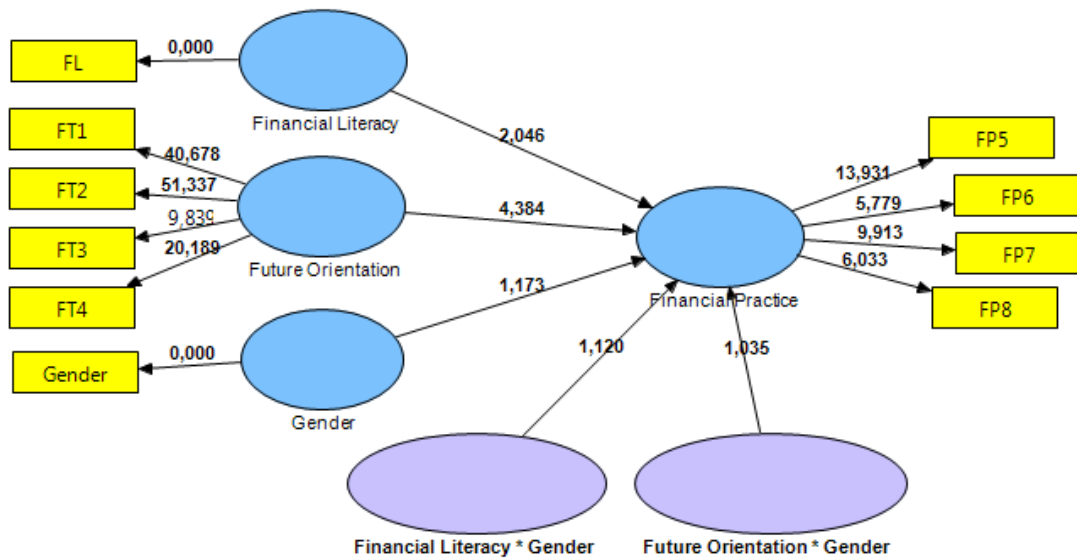 FL
0,000
Financial Literacy
FT1
40,678
FT2
51,337
FT3
9,839
FT4
20,189
Future Orientation
Gender
0,000
Gender
2,046
4,384
1,173
1,120
1,035
Financial Practice
13,931
FP5
5,779
FP6
9,913
FP7
6,033
FP8
Financial Literacy * Gender
Future Orientation * Gender